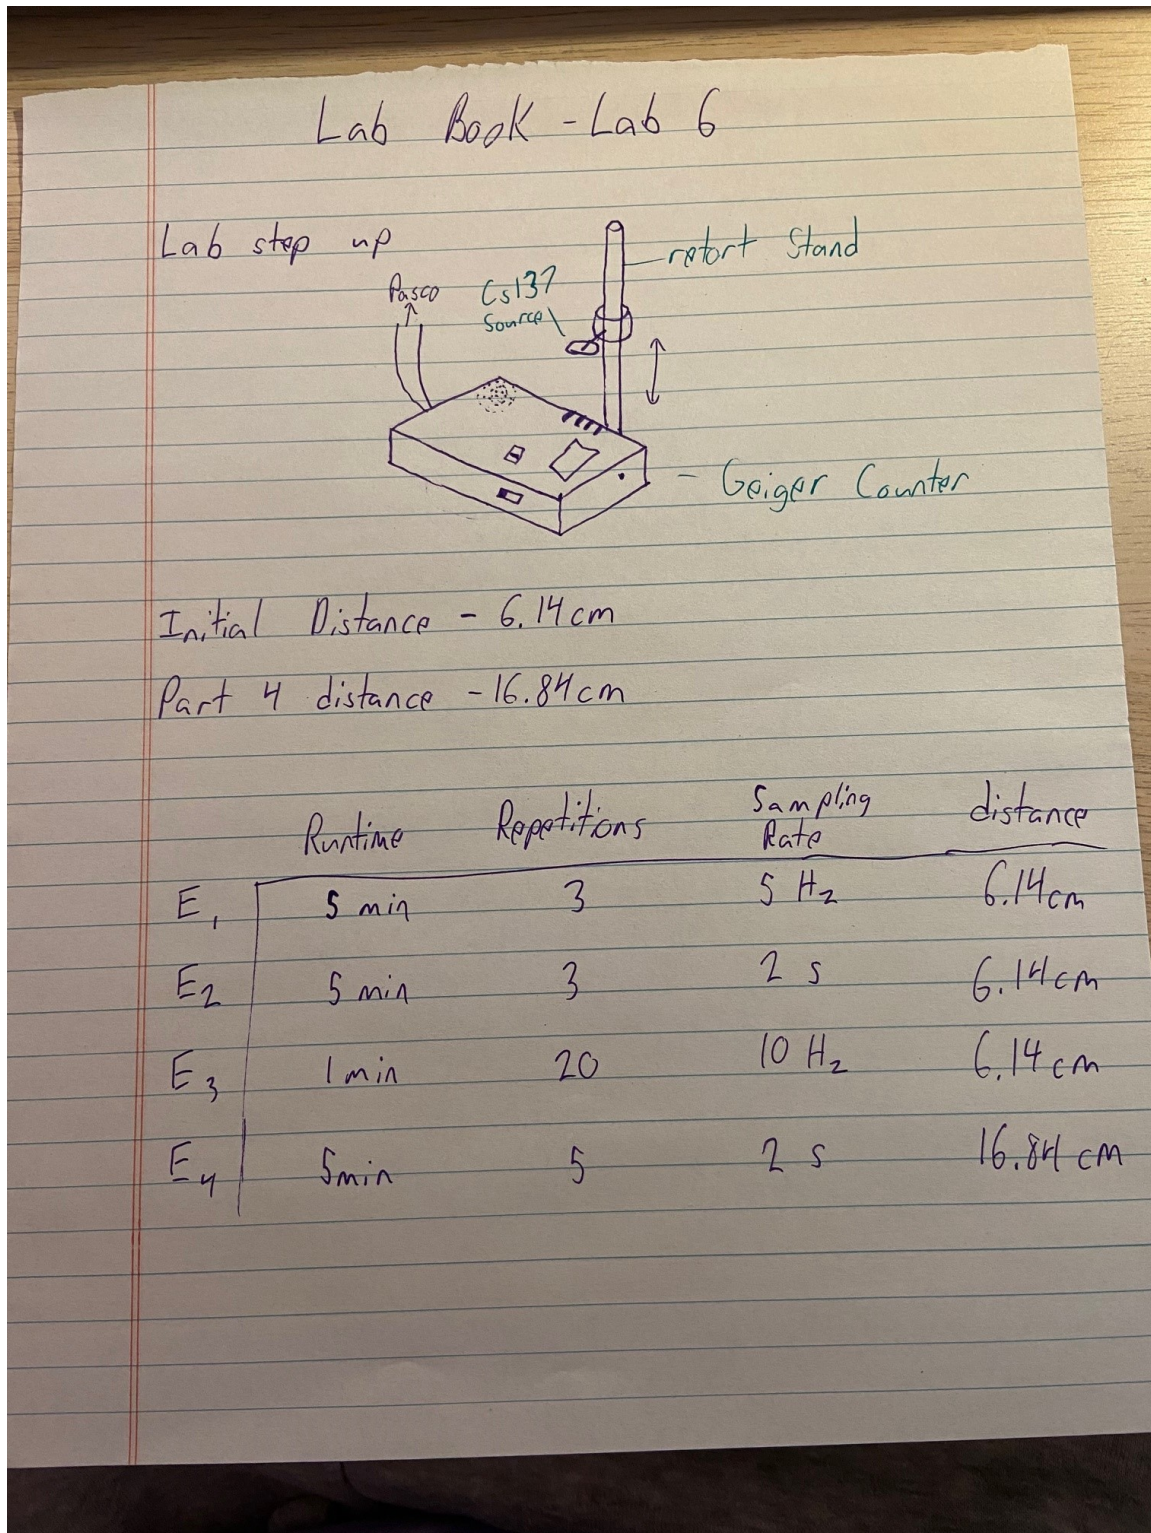 Lab Book - Lab 6
Lab step up
retort Stand
Pasco
Cs137
Source
- Geiger Counter
Initial Distance - 6.14cm
Part 4 distance - 16.84cm
Runtime Repetitions Sampling Rate distance
E1 5 min 3 5 Hz 6.14cm
E2 5 min 3 2 s 6.14cm
E3 1 min 20 10 Hz 6.14 cm
E4 5min 5 2 s 16.84 cm